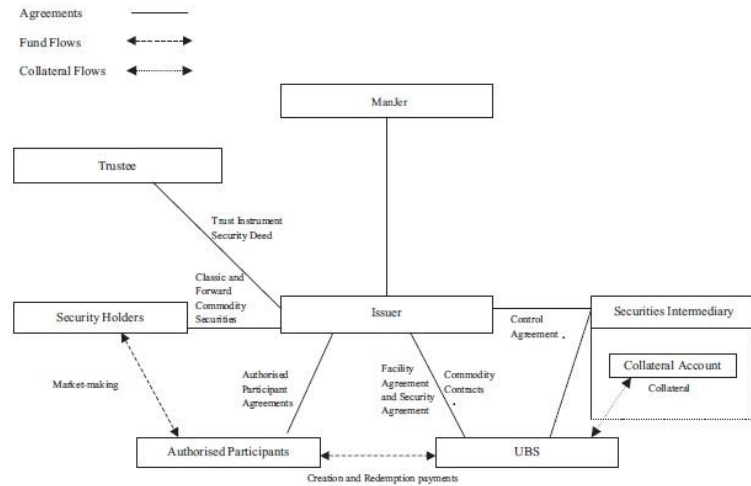 Agreements
Fund Flows
Collateral Flows
ManJer
Trustee
Trust Instrument
Security Deed
Classic and
Forward
Commodity
Securities
Security Holders
Issuer
Securities Intermediary
Control
Agreement
Collateral Account
Collateral
Market-making
Authorised
Participant
Agreements
Facility
Agreement
and Security
Agreement
Commodity
Contracts
Authorised Participants
UBS
Creation and Redemption payments